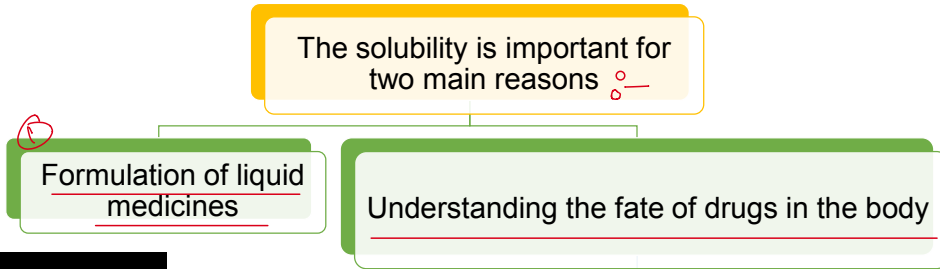 The solubility is important for
two main reasons :-
1
Formulation of liquid
medicines
Understanding the fate of drugs in the body